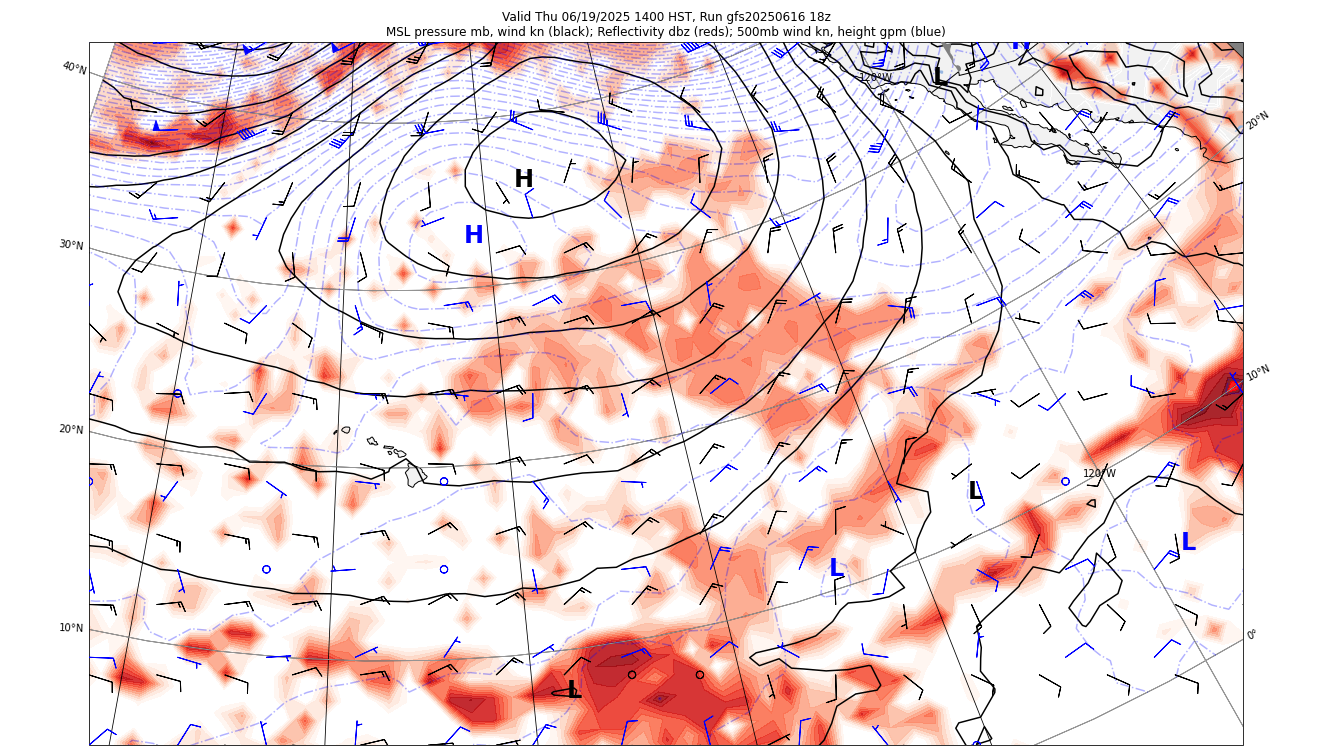 Valid Thu 06/19/2025 1400 HST, Run gfs20250616 18z
MSL pressure mb, wind kn (black); Reflectivity dbz (reds); 500mb wind kn, height gpm (blue)
40°N
120°W
L
H
20°N
H
H
30°N
10°N
20°N
120°W
L
L
L
10°N
0°
L